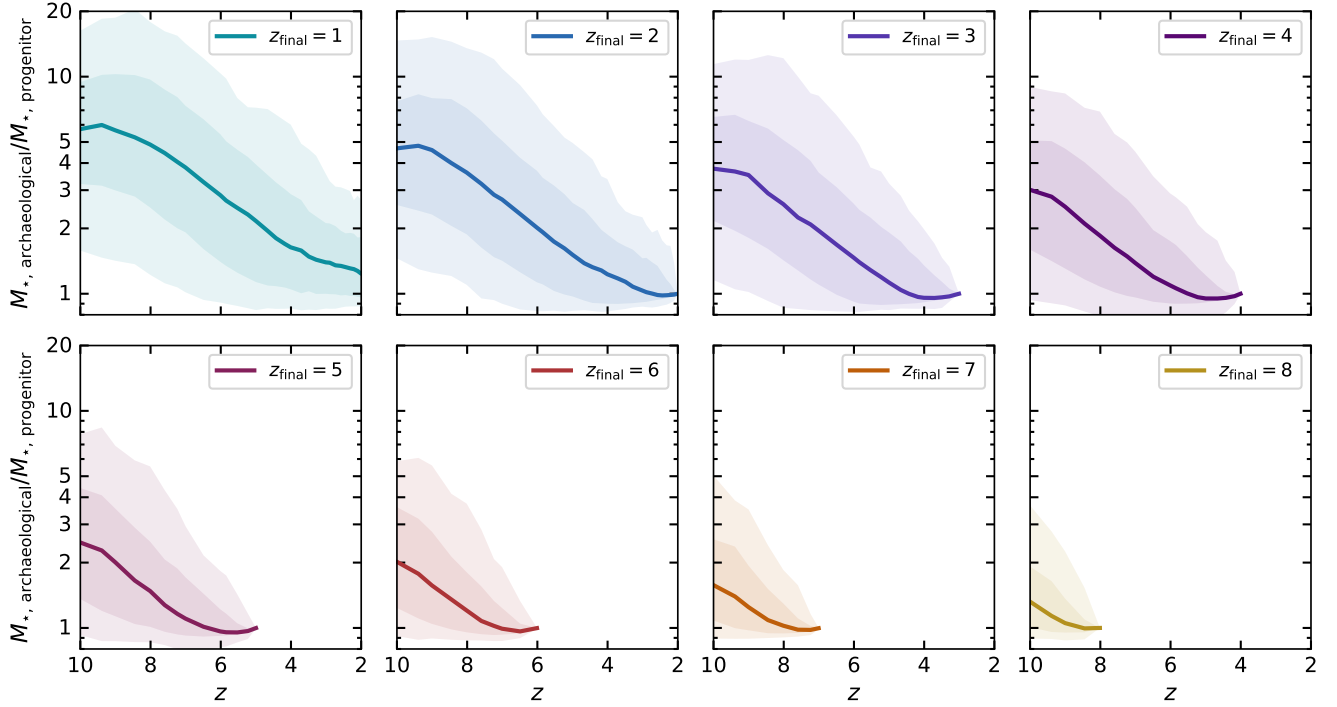 20 z_final = 1 z_final = 2 z_final = 3 z_final = 4
10
5
4
3
2
1
M⋆, archaeological/M⋆, progenitor
20 z_final = 5 z_final = 6 z_final = 7 z_final = 8
10
5
4
3
2
1
M⋆, archaeological/M⋆, progenitor
10 8 6 4 2 10 8 6 4 2 10 8 6 4 2 10 8 6 4 2
z z z z